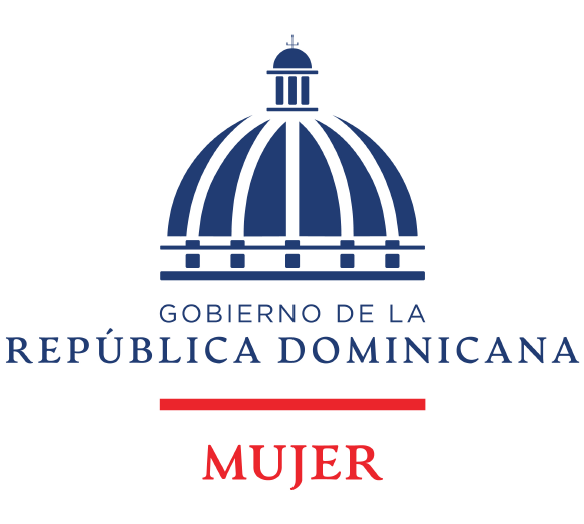 GOBIERNO DE LA
REPÚBLICA DOMINICANA
MUJER